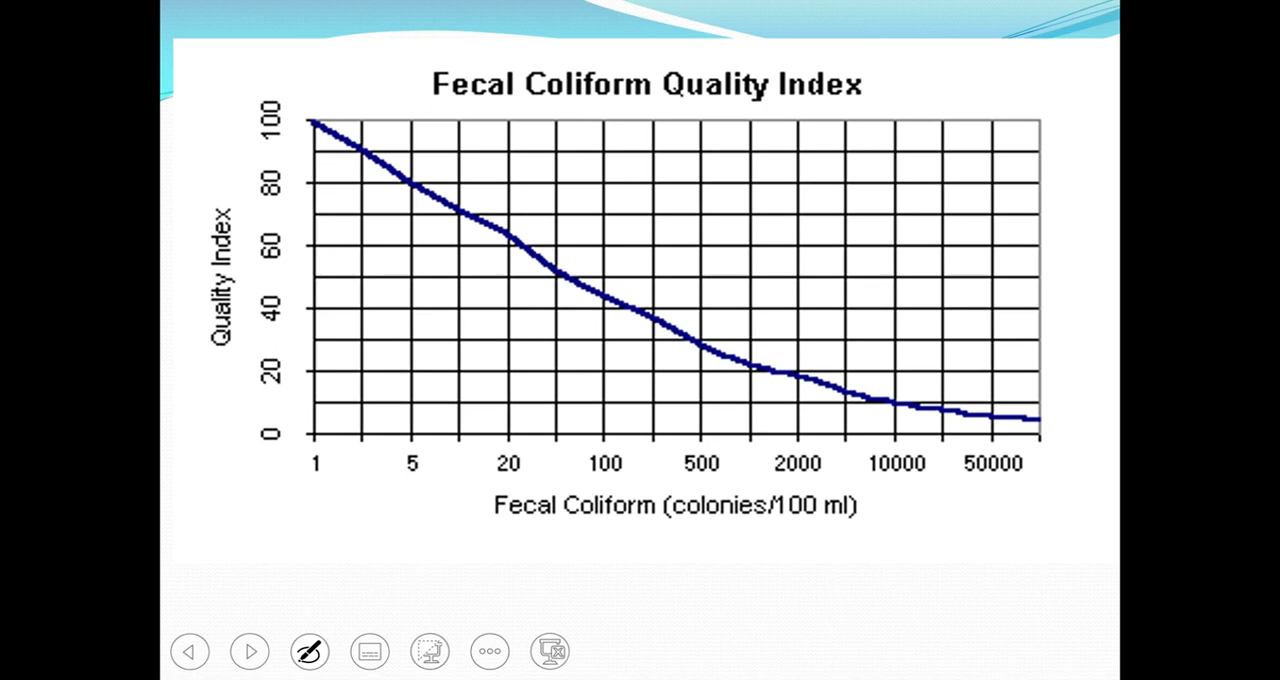 Fecal Coliform Quality Index
Quality Index
100
80
60
40
20
0
1 5 20 100 500 2000 10000 50000
Fecal Coliform (colonies/100 ml)